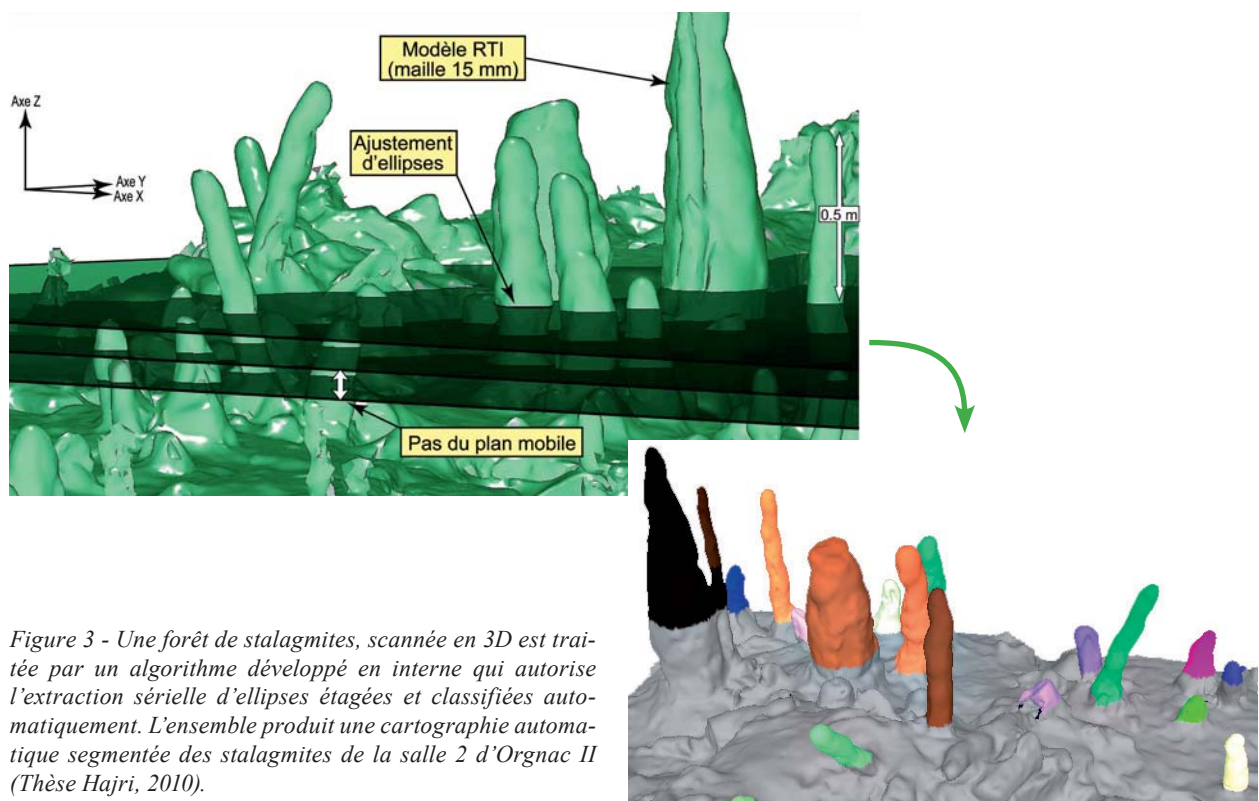 Modèle RTI
(maille 15 mm)
Axe Z
Ajustement
d'ellipses
Axe Y
Axe X
0.5 m
Pas du plan mobile
Figure 3 - Une forêt de stalagmites, scannée en 3D est trai-
tée par un algorithme développé en interne qui autorise
l'extraction sérielle d'ellipses étagées et classifiées auto-
matiquement. L'ensemble produit une cartographie automa-
tique segmentée des stalagmites de la salle 2 d'Orgnac II
(Thèse Hajri, 2010).